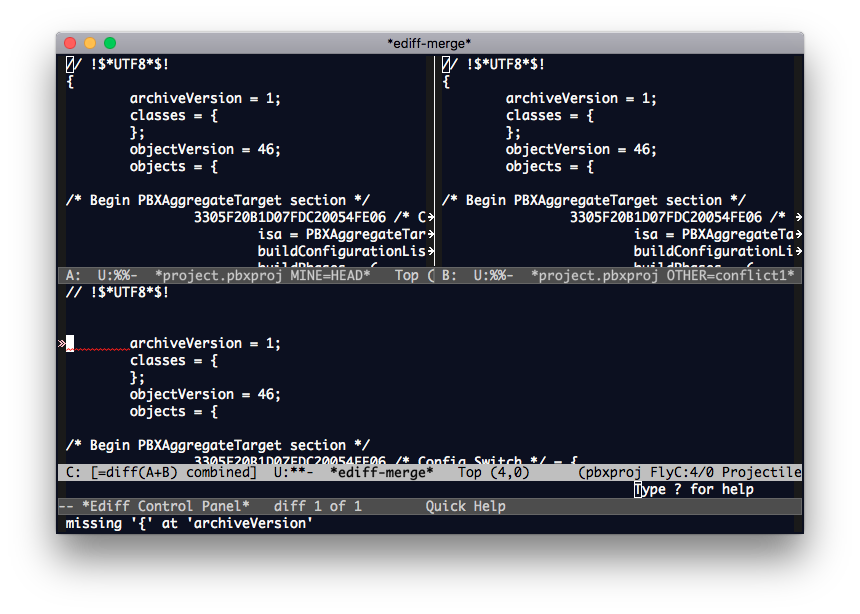 *ediff-merge*
// !$*UTF8*$!
{
archiveVersion = 1;
classes = {
};
objectVersion = 46;
objects = {
/* Begin PBXAggregateTarget section */
3305F20B1D07FDC20054FE06 /* C
isa = PBXAggregateTar
buildConfigurationLis
buildPhases = (
A: U:%%- *project.pbxproj MINE=HEAD* Top (
// !$*UTF8*$!
{
archiveVersion = 1;
classes = {
};
objectVersion = 46;
objects = {
/* Begin PBXAggregateTarget section */
3305F20B1D07FDC20054FE06 /*
isa = PBXAggregateTa
buildConfigurationLi
buildPhases = (
B: U:%%- *project.pbxproj OTHER=conflict1*
// !$*UTF8*$!
archiveVersion = 1;
classes = {
};
objectVersion = 46;
objects = {
/* Begin PBXAggregateTarget section */
3305F20B1D07FDC20054FE06 /* Config Switch */ = {
C: [=diff(A+B) combined] U:**- *ediff-merge* Top (4,0) (pbxproj FlyC:4/0 Projectile
Type ? for help
-- *Ediff Control Panel* diff 1 of 1 Quick Help
missing '{' at 'archiveVersion'